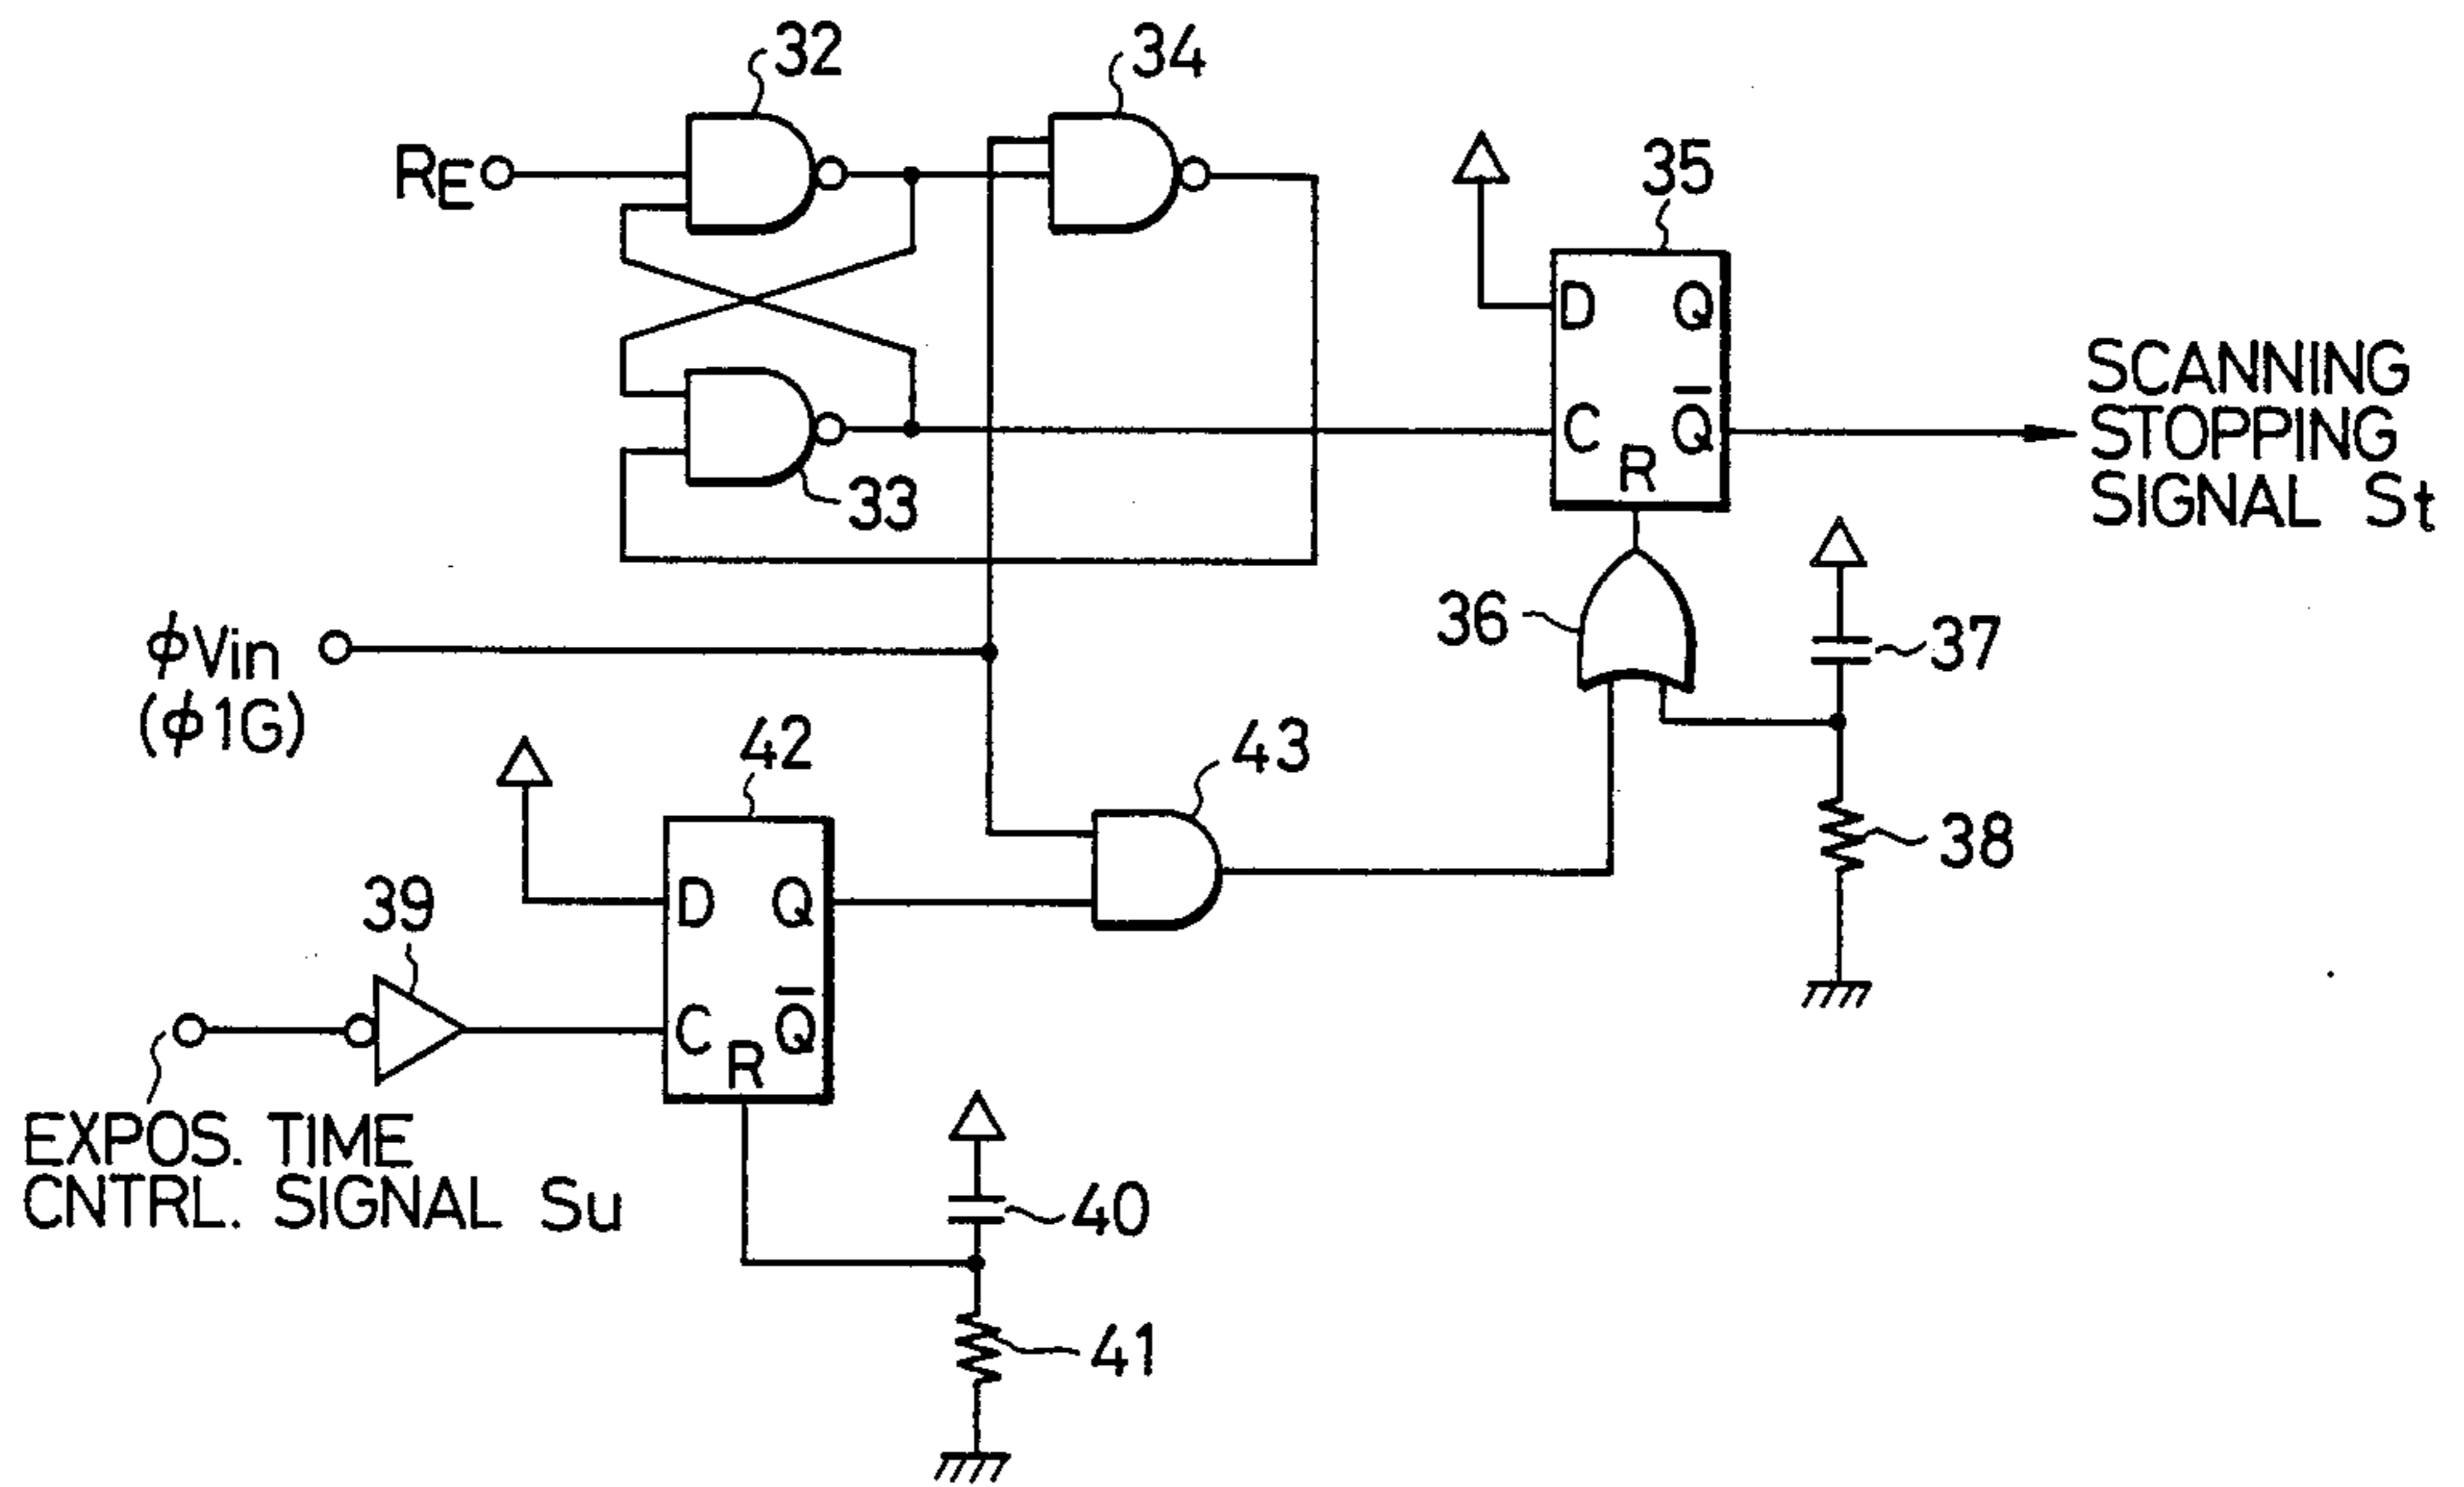 32
34
RE
35
D Q
C Q̅
R
SCANNING
STOPPING
SIGNAL St
33
36
37
ϕVin
(ϕ1G)
42
43
38
39
D Q
C Q̅
R
EXPOS. TIME
CNTRL. SIGNAL Su
40
41